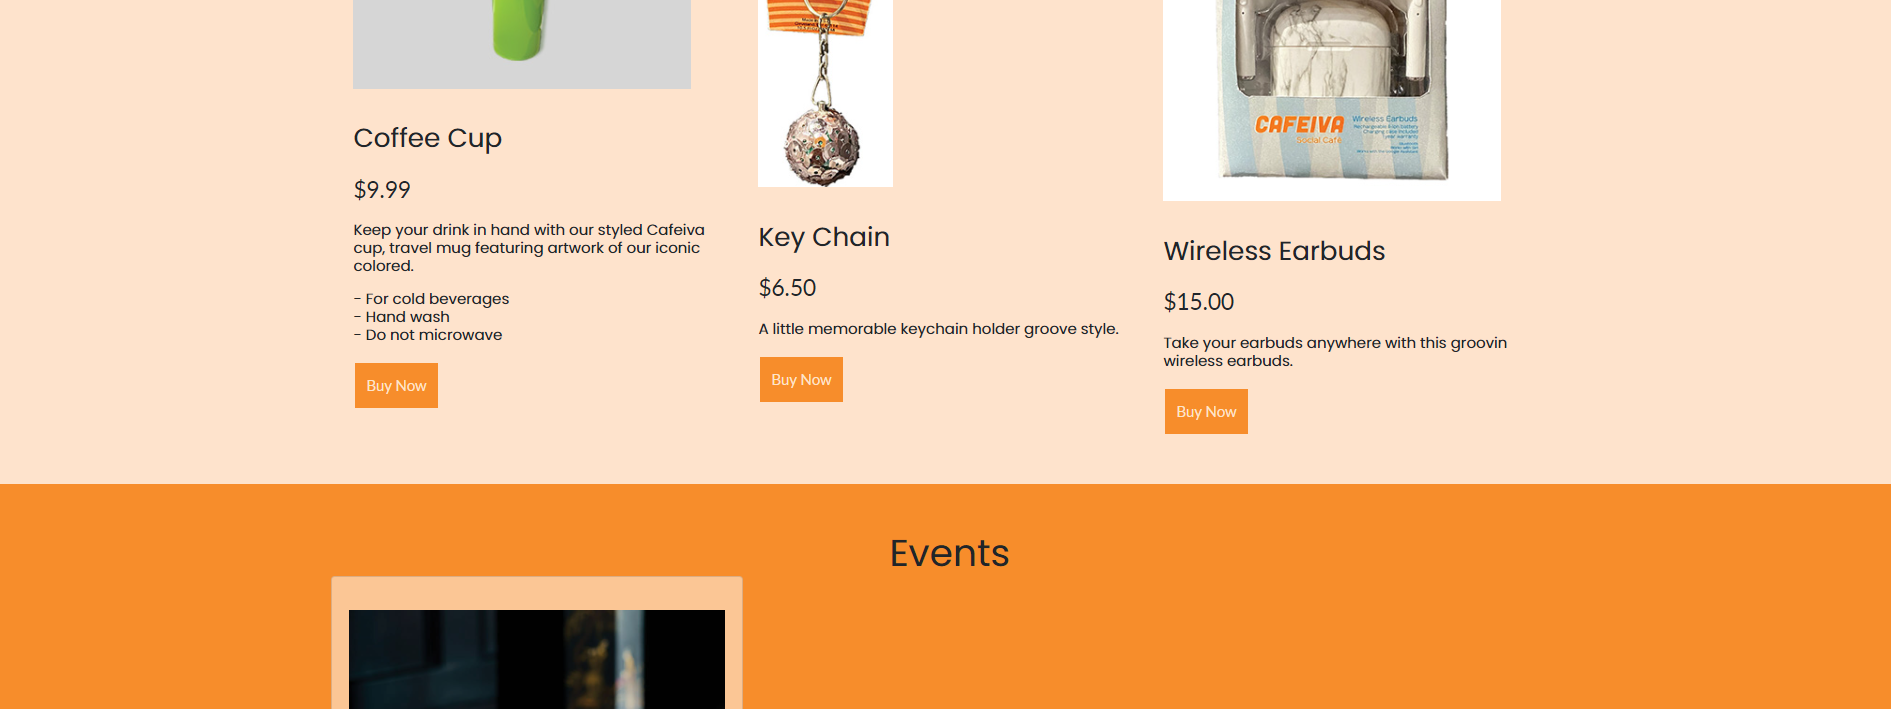 Coffee Cup
$9.99
Keep your drink in hand with our styled Cafeiva
cup, travel mug featuring artwork of our iconic
colored.
- For cold beverages
- Hand wash
- Do not microwave
Buy Now
Key Chain
$6.50
A little memorable keychain holder groove style.
Buy Now
CAFEIVA
Social Cafe
Wireless Earbuds
Wireless Earbuds
$15.00
Take your earbuds anywhere with this groovin
wireless earbuds.
Buy Now
Events